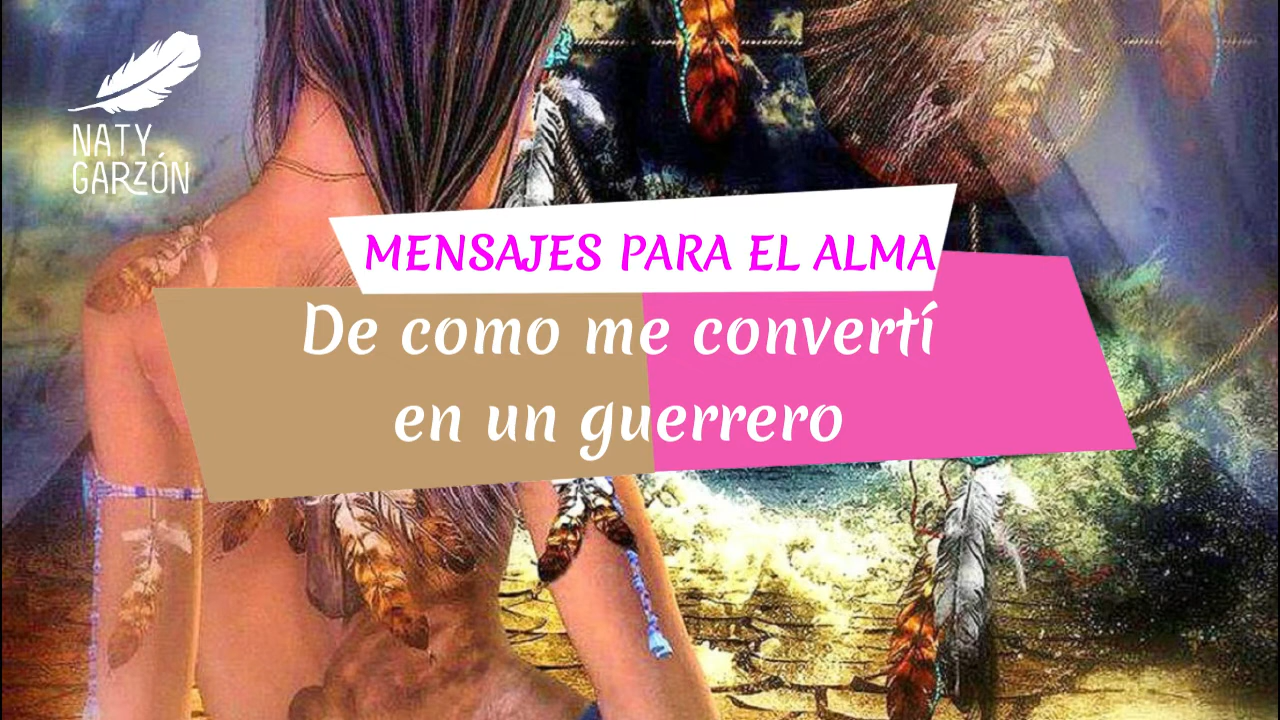 NATY
GARZÓN
MENSAJES PARA EL ALMA
De como me convertí
en un guerrero